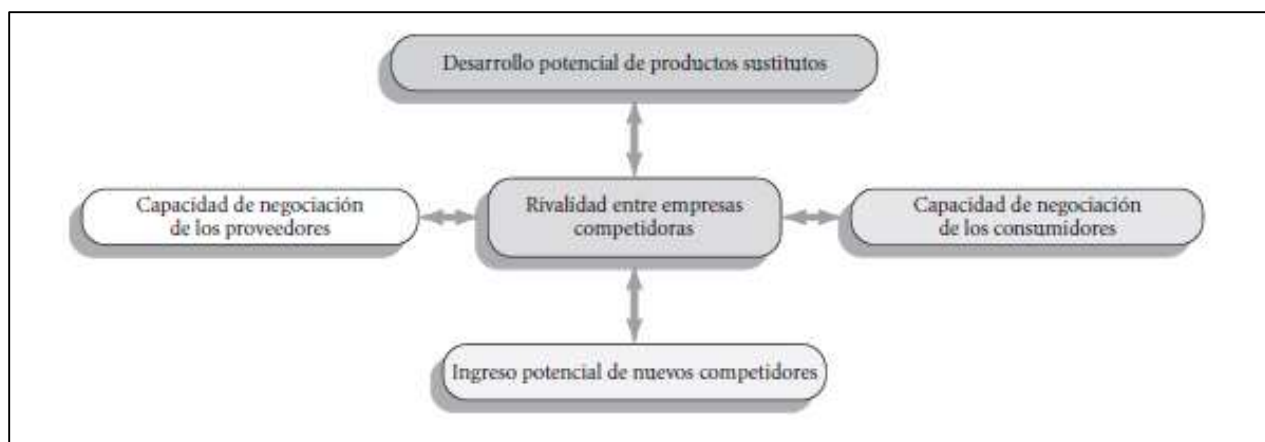 Desarrollo potencial de productos sustitutos
Capacidad de negociación
de los proveedores
Rivalidad entre empresas
competidoras
Capacidad de negociación
de los consumidores
Ingreso potencial de nuevos competidores